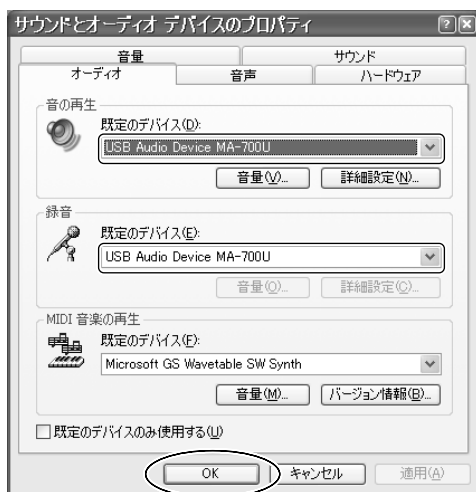 サウンドとオーディオ デバイスのプロパティ
音量 サウンド
オーディオ 音声 ハードウェア
音の再生
既定のデバイス(D):
USB Audio Device MA-700U
音量(V)... 詳細設定(N)...
録音
既定のデバイス(E):
USB Audio Device MA-700U
音量(O)... 詳細設定(C)...
MIDI 音楽の再生
既定のデバイス(F):
Microsoft GS Wavetable SW Synth
音量(M)... バージョン情報(B)...
既定のデバイスのみ使用する(U)
OK キャンセル 適用(A)